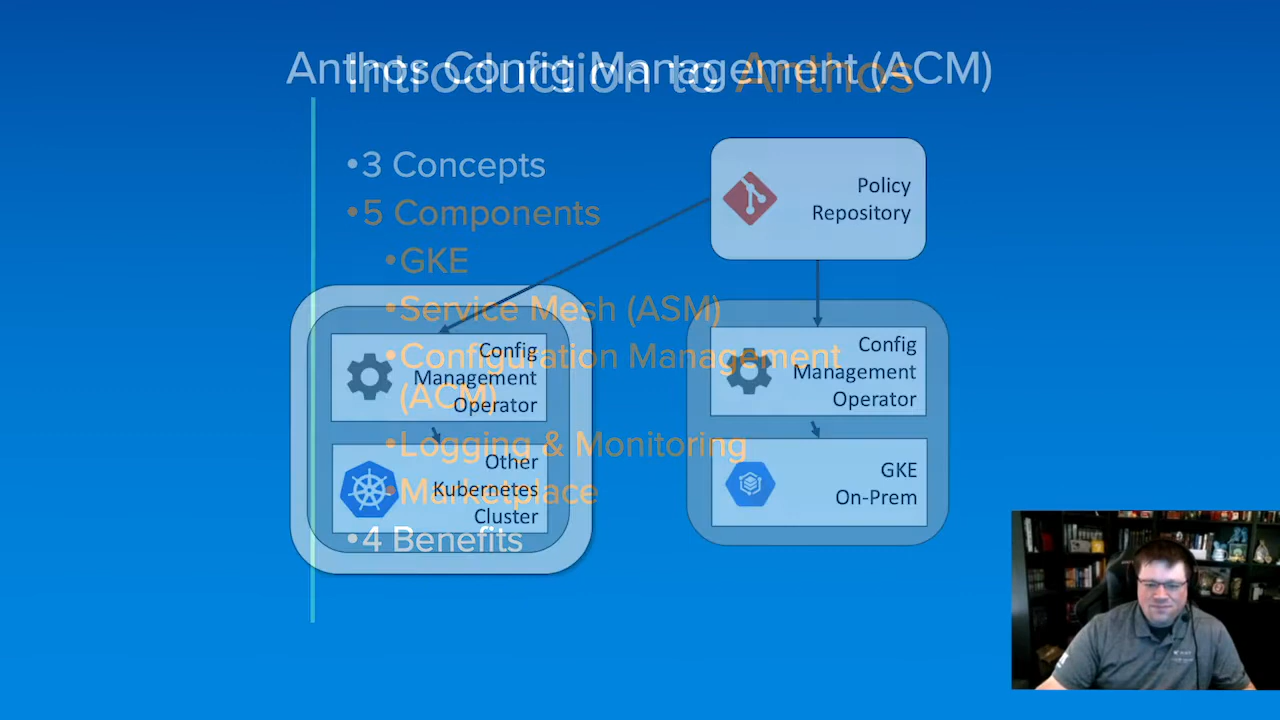 Anthos Config Management (ACM)
Introduction to Anthos
•3 Concepts
•5 Components
•GKE
•Service Mesh (ASM)
•Configuration Management
(ACM)
•Logging & Monitoring
•Marketplace
•4 Benefits
Policy
Repository
Config
Management
Operator
Other
Kubernetes
Cluster
Config
Management
Operator
GKE
On-Prem